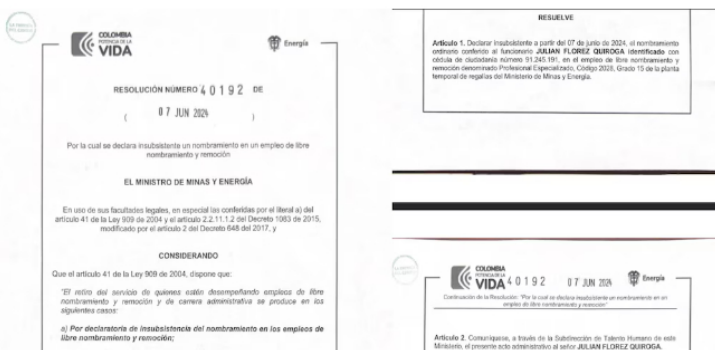 COLOMBIA
POTENCIA DE LA
VIDA
Energía
RESOLUCIÓN NÚMERO 40192 DE
( 07 JUN 2024 )
Por la cual se declara insubsistente un nombramiento en un empleo de libre
nombramiento y remoción
EL MINISTRO DE MINAS Y ENERGÍA
En uso de sus facultades legales, en especial las conferidas por el literal a) del
artículo 41 de la Ley 909 de 2004 y el artículo 2.2.11.1.2 del Decreto 1083 de 2015,
modificado por el artículo 2 del Decreto 648 del 2017, y
CONSIDERANDO
Que el artículo 41 de la Ley 909 de 2004, dispone que:
"El retiro del servicio de quienes estén desempeñando empleos de libre
nombramiento y remoción y de carrera administrativa se produce en los
siguientes casos:
a) Por declaratoria de insubsistencia del nombramiento en los empleos de
libre nombramiento y remoción;
RESUELVE
Artículo 1. Declarar insubsistente a partir del 07 de junio de 2024, el nombramiento
ordinario conferido al funcionario JULIAN FLOREZ QUIROGA identificado con
cédula de ciudadanía número 91.245.191, en el empleo de libre nombramiento y
remoción denominado Profesional Especializado, Código 2028, Grado 15 de la planta
temporal de regalías del Ministerio de Minas y Energía.
COLOMBIA
POTENCIA DE LA
VIDA
40192 07 JUN 2024
Energía
Continuación de la Resolución: "Por la cual se declara insubsistente un nombramiento en un
empleo de libre nombramiento y remoción"
Artículo 2. Comuníquese, a través de la Subdirección de Talento Humano de este
Ministerio, el presente acto administrativo al señor JULIAN FLOREZ QUIROGA.